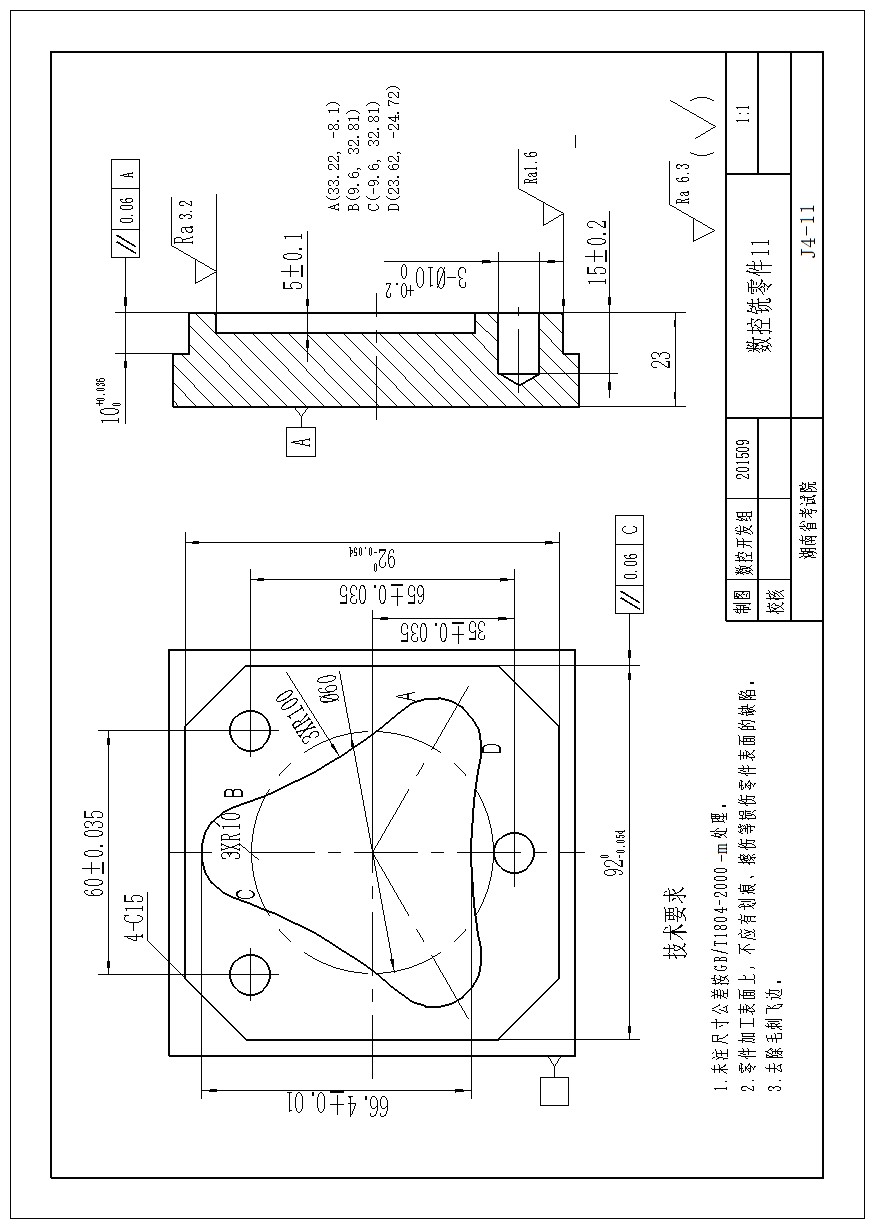 // 0.06 A
Ra 3.2
A(33.22, -8.1)
B(9.6, 32.81)
C(-9.6, 32.81)
D(23.62, -24.72)
Ra1.6
Ra 6.3 (√)
10 +0.036 0
5±0.1
3-Ø10 +0.2 0
15±0.2
23
A
92 0 -0.054
65±0.035
35±0.035
// 0.06 C
60±0.035
4-C15
3XR100
Ø60
3XR10
A
B
C
D
66.4±0.01
92 0 -0.054
技术要求
1.未注尺寸公差按GB/T1804-2000-m处理。
2.零件加工表面上，不应有划痕、擦伤等损伤零件表面的缺陷。
3.去除毛刺飞边。
制图 数控开发组 201509
校核
数控铣零件11
1:1
湖南省考试院
J4-11